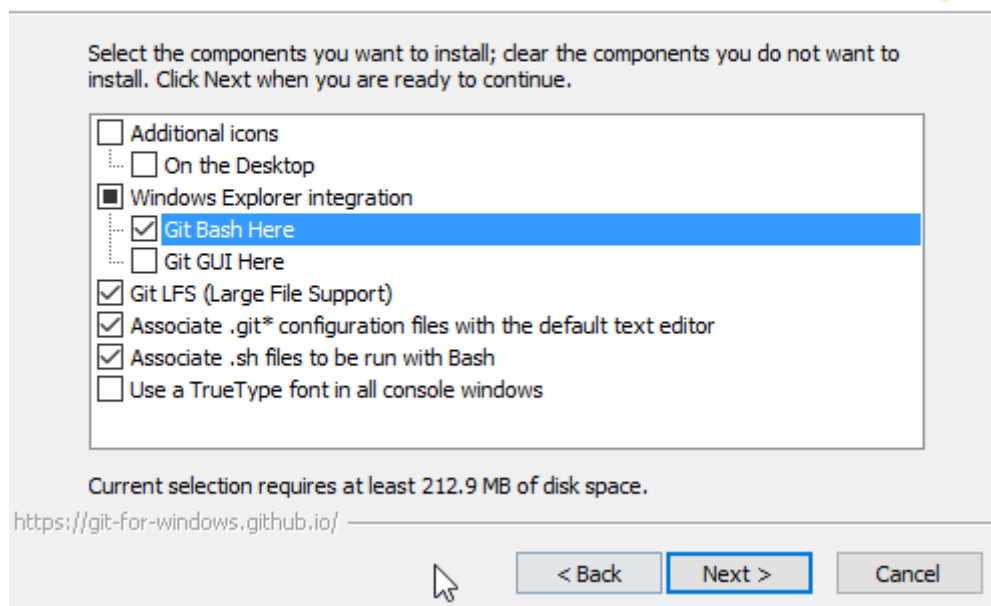 Select the components you want to install; clear the components you do not want to
install. Click Next when you are ready to continue.
Additional icons
On the Desktop
Windows Explorer integration
Git Bash Here
Git GUI Here
Git LFS (Large File Support)
Associate .git* configuration files with the default text editor
Associate .sh files to be run with Bash
Use a TrueType font in all console windows
Current selection requires at least 212.9 MB of disk space.
https://git-for-windows.github.io/
< Back
Next >
Cancel